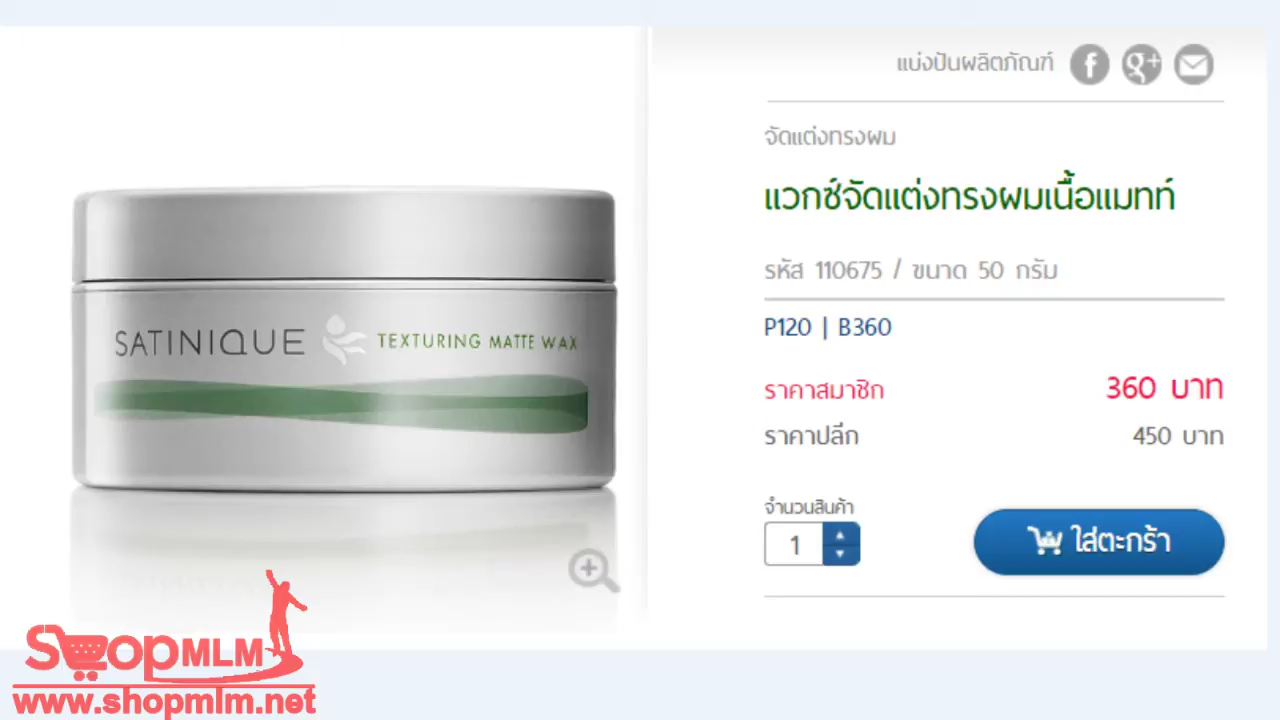 แบ่งปันผลิตภัณฑ์ f g+
จัดแต่งทรงผม
แวกซ์จัดแต่งทรงผมเนื้อแมทท์
รหัส 110675 / ขนาด 50 กรัม
P120 | B360
ราคาสมาชิก 360 บาท
ราคาปลีก 450 บาท
จำนวนสินค้า
1
ใส่ตะกร้า
SATINIQUE TEXTURING MATTE WAX
SHOPMLM
www.shopmlm.net